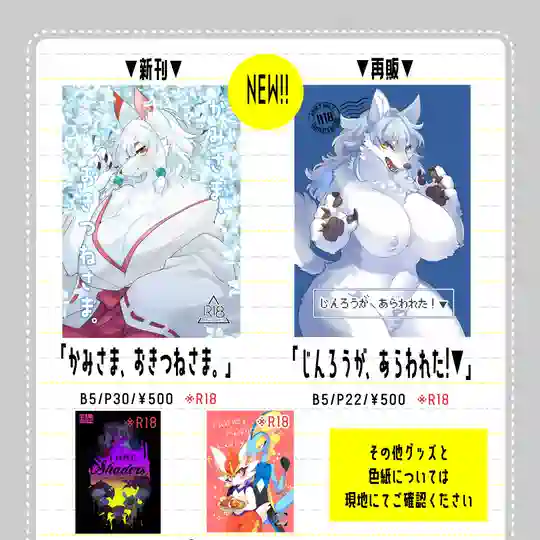 ▼新刊▼
NEW!!
▼再販▼
かみさま、
おきつねさま。
R18
R18
じんろうが、あらわれた!▼
「かみさま、おきつねさま。」
B5/P30/¥500 ※R18
「じんろうが、あらわれた!▼」
B5/P22/¥500 ※R18
※R18
Shaders
※R18
その他グッズと
色紙については
現地にてご確認ください